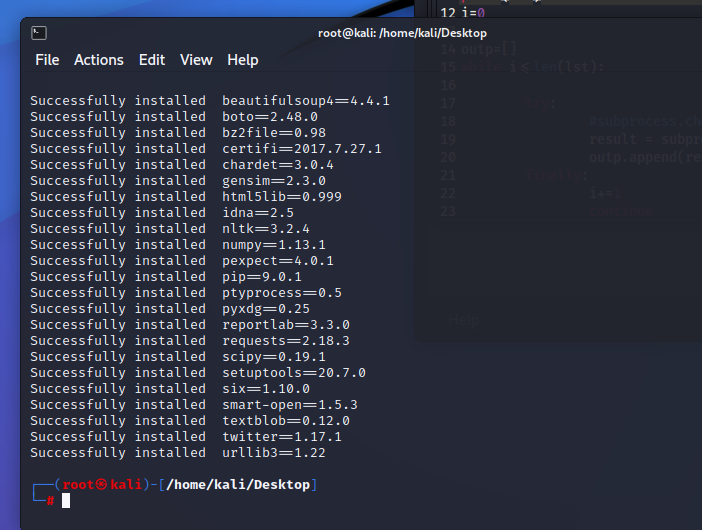 12 i=0
root@kali: /home/kali/Desktop
File Actions Edit View Help
14 outp=[]
15 while i<len(lst):
16
17 try:
18
19 result = subpr
20 outp.append(re
21 finally:
22 i+=1
23 continue
Help
Successfully installed beautifulsoup4==4.4.1
Successfully installed boto==2.48.0
Successfully installed bz2file==0.98
Successfully installed certifi==2017.7.27.1
Successfully installed chardet==3.0.4
Successfully installed gensim==2.3.0
Successfully installed html5lib==0.999
Successfully installed idna==2.5
Successfully installed nltk==3.2.4
Successfully installed numpy==1.13.1
Successfully installed pexpect==4.0.1
Successfully installed pip==9.0.1
Successfully installed ptyprocess==0.5
Successfully installed pyxdg==0.25
Successfully installed reportlab==3.3.0
Successfully installed requests==2.18.3
Successfully installed scipy==0.19.1
Successfully installed setuptools==20.7.0
Successfully installed six==1.10.0
Successfully installed smart-open==1.5.3
Successfully installed textblob==0.12.0
Successfully installed twitter==1.17.1
Successfully installed urllib3==1.22
┌──(root㉿kali)-[/home/kali/Desktop]
└─#